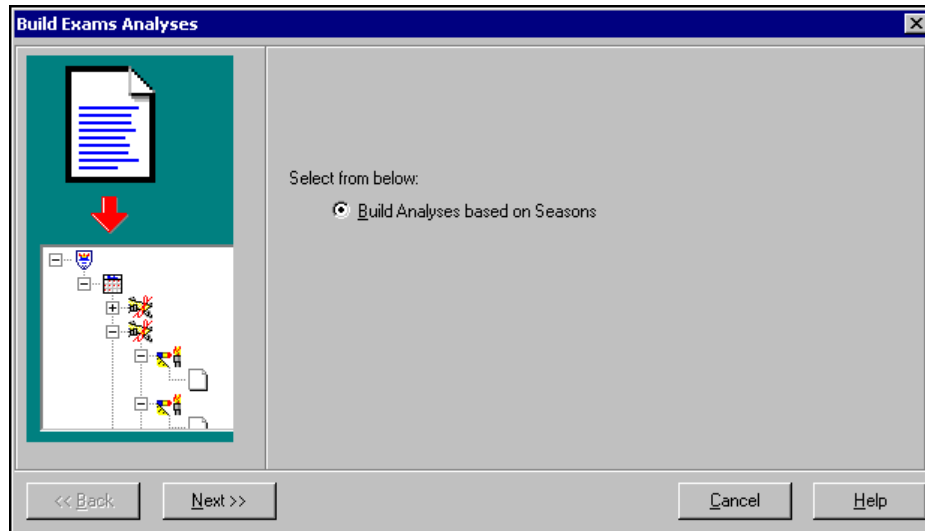 Build Exams Analyses
Select from below:
Build Analyses based on Seasons
<< Back
Next >>
Cancel
Help